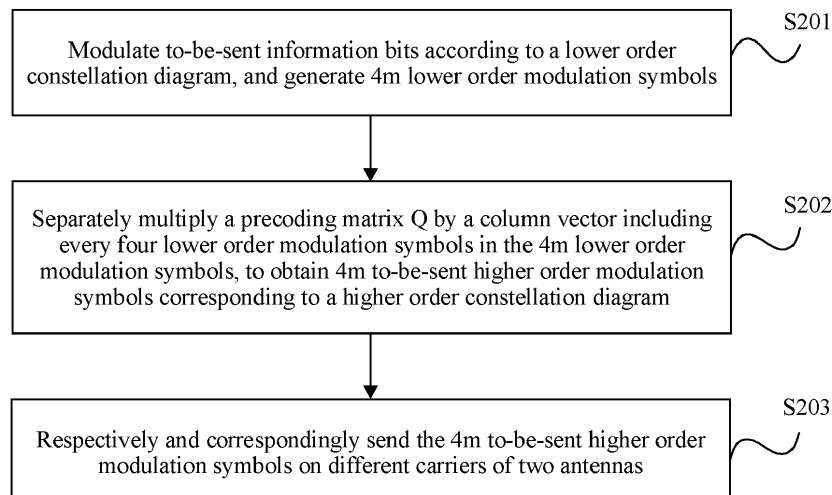 S201
Modulate to-be-sent information bits according to a lower order
constellation diagram, and generate 4m lower order modulation symbols
S202
Separately multiply a precoding matrix Q by a column vector including
every four lower order modulation symbols in the 4m lower order
modulation symbols, to obtain 4m to-be-sent higher order modulation
symbols corresponding to a higher order constellation diagram
S203
Respectively and correspondingly send the 4m to-be-sent higher order
modulation symbols on different carriers of two antennas